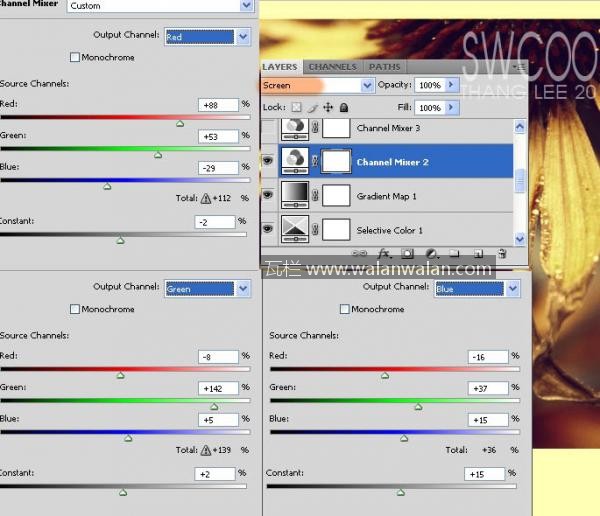 Channel Mixer Custom
Output Channel: Red
Monochrome
Source Channels:
Red: +88 %
Green: +53 %
Blue: -29 %
Total: +112 %
Constant: -2 %
LAYERS CHANNELS PATHS
Screen Opacity: 100%
Lock: Fill: 100%
Channel Mixer 3
Channel Mixer 2
Gradient Map 1
Selective Color 1
fx.
SWCOO
THANG LEE 20
瓦栏 www.walanwalan.com
Output Channel: Green
Monochrome
Source Channels:
Red: -8 %
Green: +142 %
Blue: +5 %
Total: +139 %
Constant: +2 %
Output Channel: Blue
Monochrome
Source Channels:
Red: -16 %
Green: +37 %
Blue: +15 %
Total: +36 %
Constant: +15 %